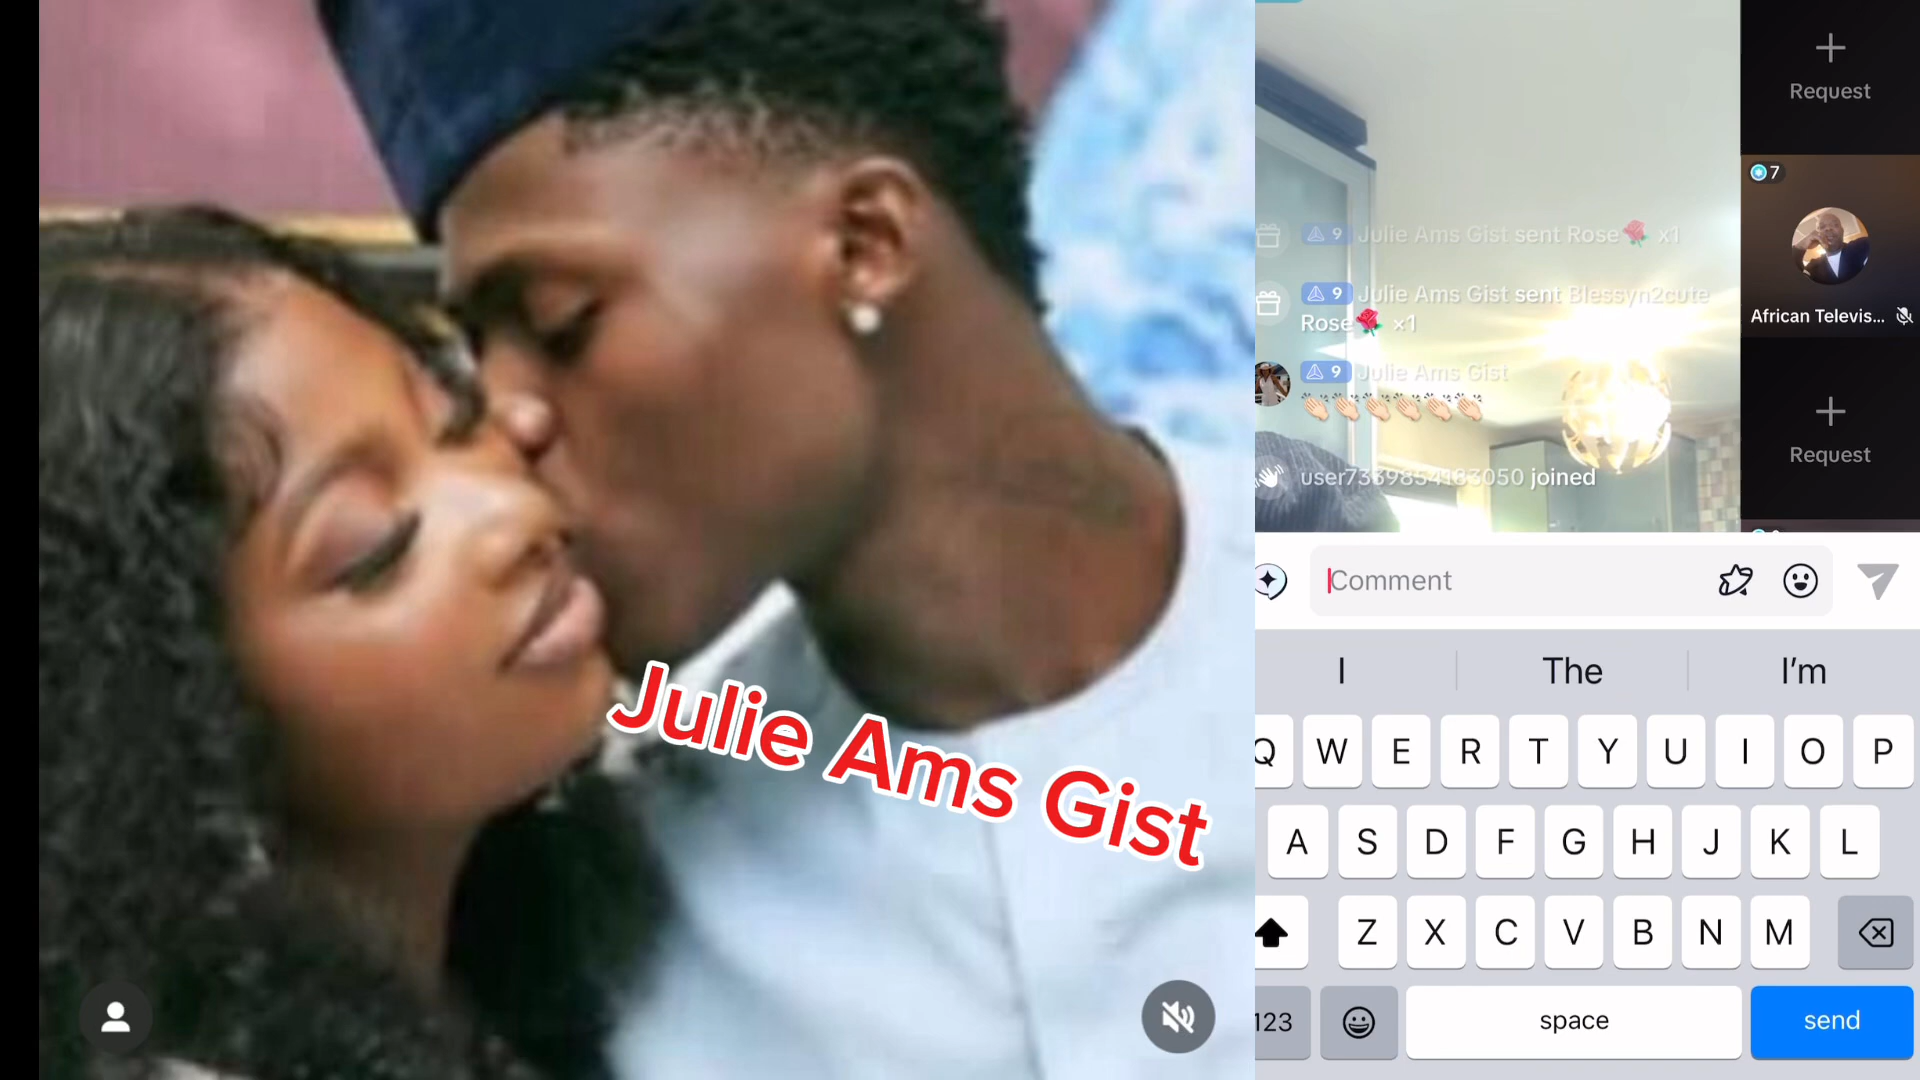 Julie Ams Gist
Request
7
African Televis...
Request
9 Julie Ams Gist sent Rose x1
9 Julie Ams Gist sent Blessyn2cute
Rose x1
9 Julie Ams Gist
joined
Comment
I The I'm
Q W E R T Y U I O P
A S D F G H J K L
Z X C V B N M
123 space send